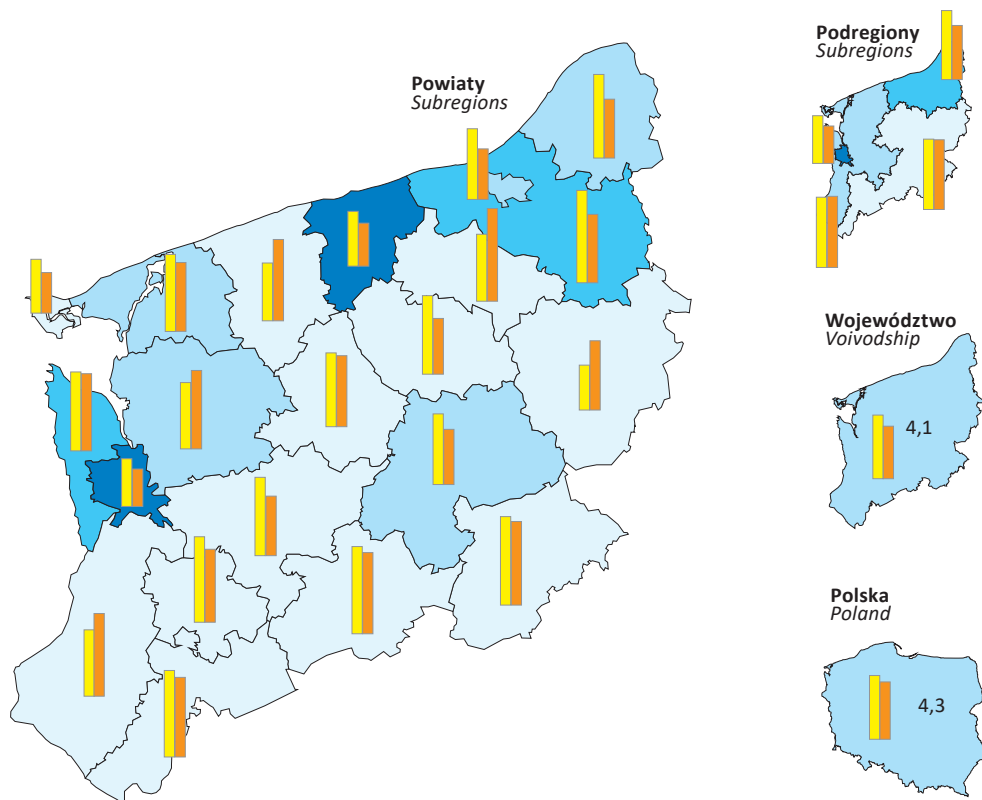 Powiaty
Subregions
Podregiony
Subregions
Województwo
Voivodship
4,1
Polska
Poland
4,3